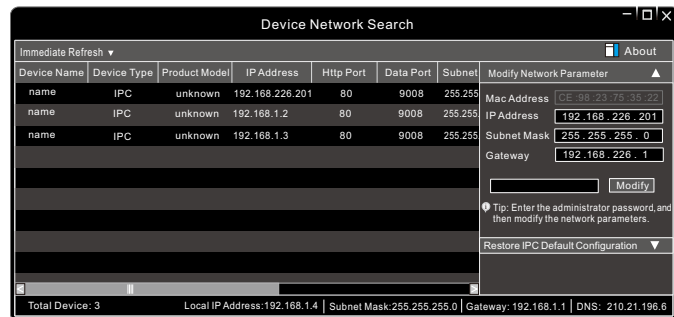 Device Network Search
Immediate Refresh ▼
About
Device Name Device Type Product Model IP Address Http Port Data Port Subnet
name IPC unknown 192.168.226.201 80 9008 255.255
name IPC unknown 192.168.1.2 80 9008 255.255.
name IPC unknown 192.168.1.3 80 9008 255.255.
Modify Network Parameter ▲
Mac Address CE :98 :23 :75 :35 :22
IP Address 192 .168 .226 . 201
Subnet Mask 255 . 255 . 255 . 0
Gateway 192 .168 .226 . 1
Modify
Tip: Enter the administrator password, and
then modify the network parameters.
Restore IPC Default Configuration ▼
Total Device: 3 Local IP Address:192.168.1.4 Subnet Mask:255.255.255.0 Gateway: 192.168.1.1 DNS: 210.21.196.6